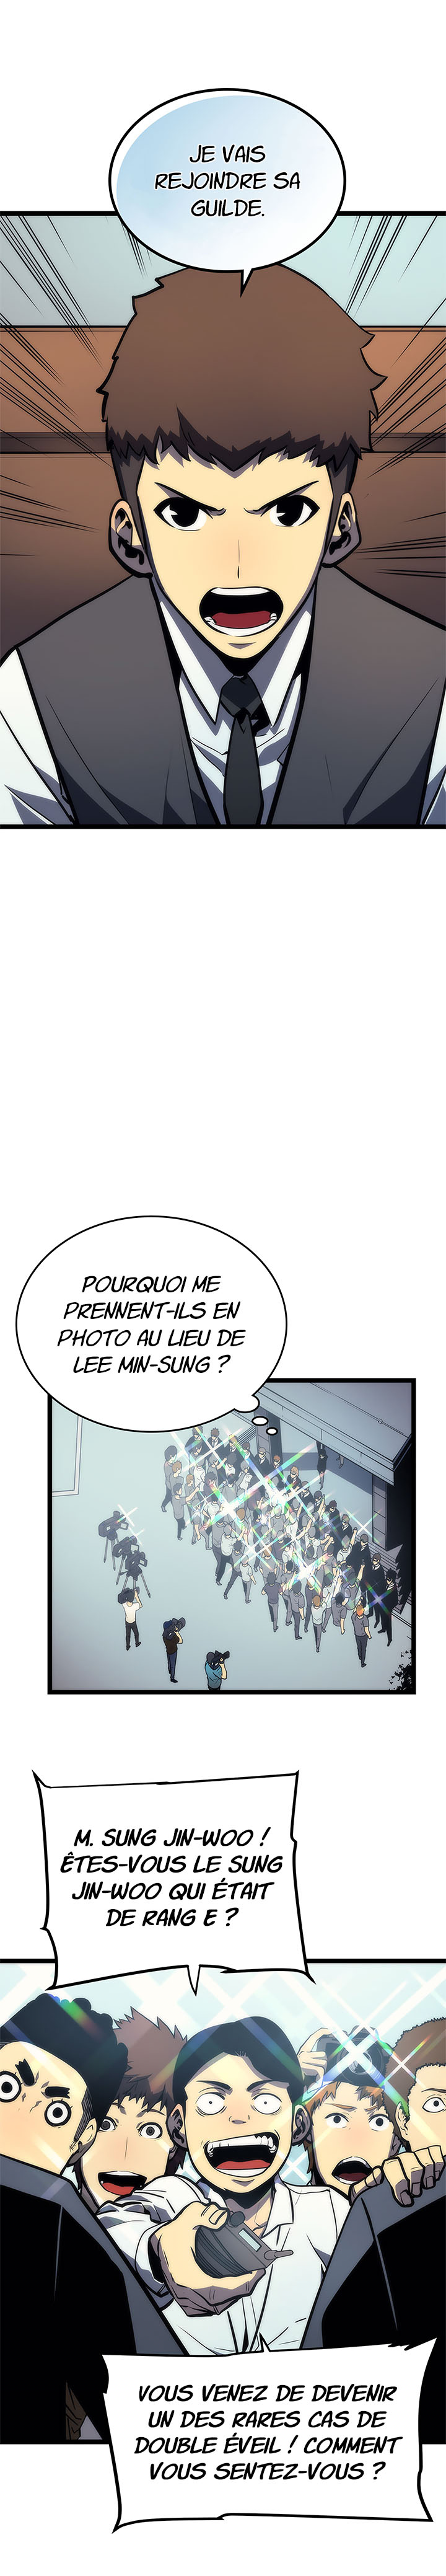 JE VAIS
REJOINDRE SA
GUILDE.
POURQUOI ME
PRENNENT-ILS EN
PHOTO AU LIEU DE
LEE MIN-SUNG ?
M. SUNG JIN-WOO !
ÊTES-VOUS LE SUNG
JIN-WOO QUI ÉTAIT
DE RANG E ?
VOUS VENEZ DE DEVENIR
UN DES RARES CAS DE
DOUBLE ÉVEIL ! COMMENT
VOUS SENTEZ-VOUS ?